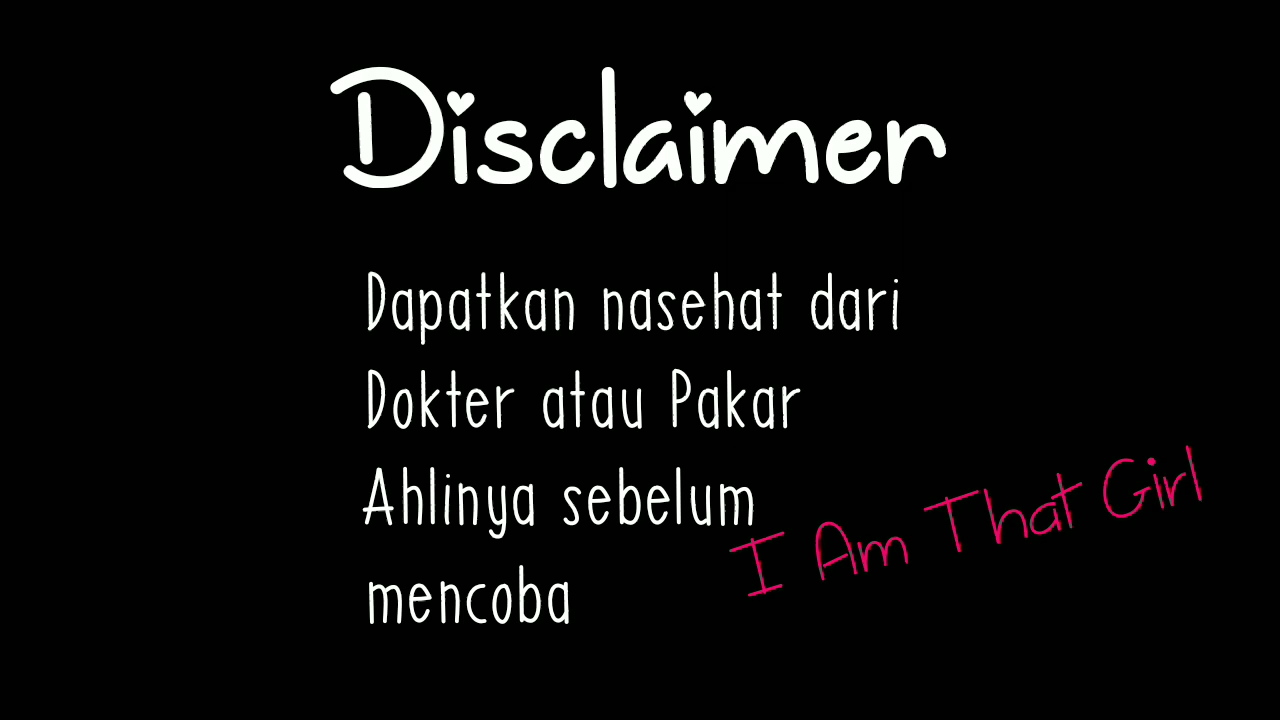 Disclaimer
Dapatkan nasehat dari
Dokter atau Pakar
Ahlinya sebelum
mencoba
I Am That Girl